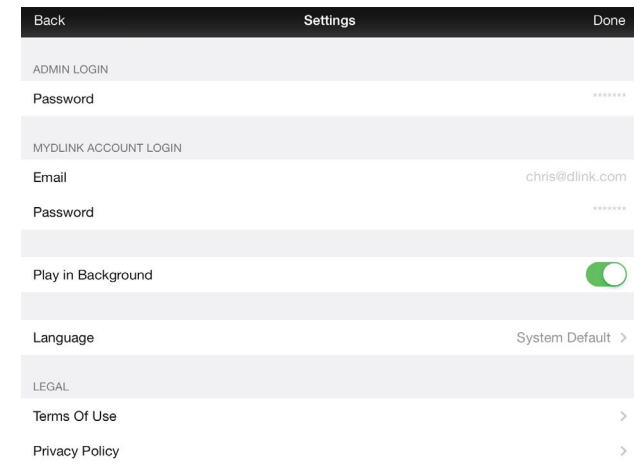 Back Settings Done
ADMIN LOGIN
Password *******
MYDLINK ACCOUNT LOGIN
Email chris@dlink.com
Password *******
Play in Background
Language System Default >
LEGAL
Terms Of Use >
Privacy Policy >